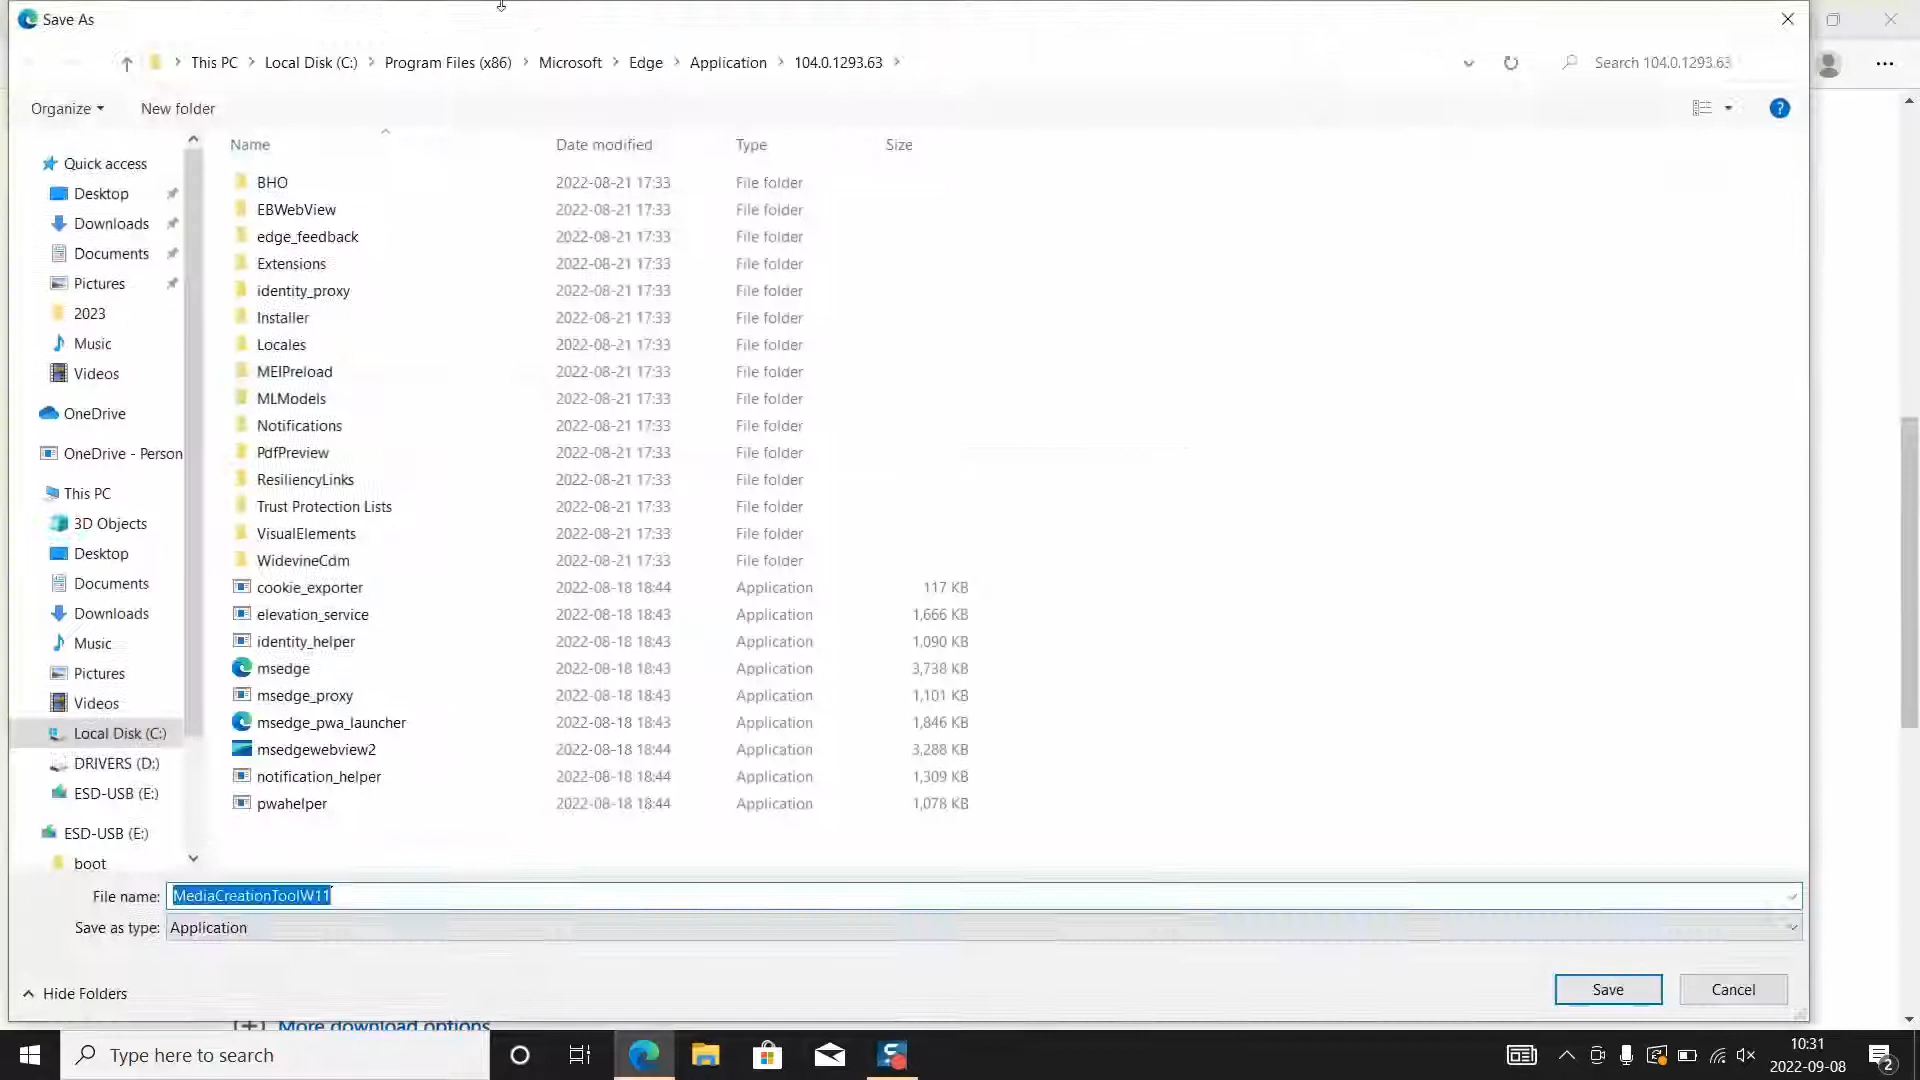 Save As
This PC > Local Disk (C:) > Program Files (x86) > Microsoft > Edge > Application > 104.0.1293.63 >
Search 104.0.1293.63
Organize
New folder
Name Date modified Type Size
Quick access
Desktop
Downloads
Documents
Pictures
2023
Music
Videos
OneDrive
OneDrive - Person
This PC
3D Objects
Desktop
Documents
Downloads
Music
Pictures
Videos
Local Disk (C:)
DRIVERS (D:)
ESD-USB (E:)
ESD-USB (E:)
boot
BHO 2022-08-21 17:33 File folder
EBWebView 2022-08-21 17:33 File folder
edge_feedback 2022-08-21 17:33 File folder
Extensions 2022-08-21 17:33 File folder
identity_proxy 2022-08-21 17:33 File folder
Installer 2022-08-21 17:33 File folder
Locales 2022-08-21 17:33 File folder
MEIPreload 2022-08-21 17:33 File folder
MLModels 2022-08-21 17:33 File folder
Notifications 2022-08-21 17:33 File folder
PdfPreview 2022-08-21 17:33 File folder
ResiliencyLinks 2022-08-21 17:33 File folder
Trust Protection Lists 2022-08-21 17:33 File folder
VisualElements 2022-08-21 17:33 File folder
WidevineCdm 2022-08-21 17:33 File folder
cookie_exporter 2022-08-18 18:44 Application 117 KB
elevation_service 2022-08-18 18:43 Application 1,666 KB
identity_helper 2022-08-18 18:43 Application 1,090 KB
msedge 2022-08-18 18:43 Application 3,738 KB
msedge_proxy 2022-08-18 18:43 Application 1,101 KB
msedge_pwa_launcher 2022-08-18 18:43 Application 1,846 KB
msedgewebview2 2022-08-18 18:44 Application 3,288 KB
notification_helper 2022-08-18 18:44 Application 1,309 KB
pwahelper 2022-08-18 18:44 Application 1,078 KB
File name: MediaCreationToolW11
Save as type: Application
Hide Folders
Save
Cancel
More download options
Type here to search
10:31
2022-09-08
2